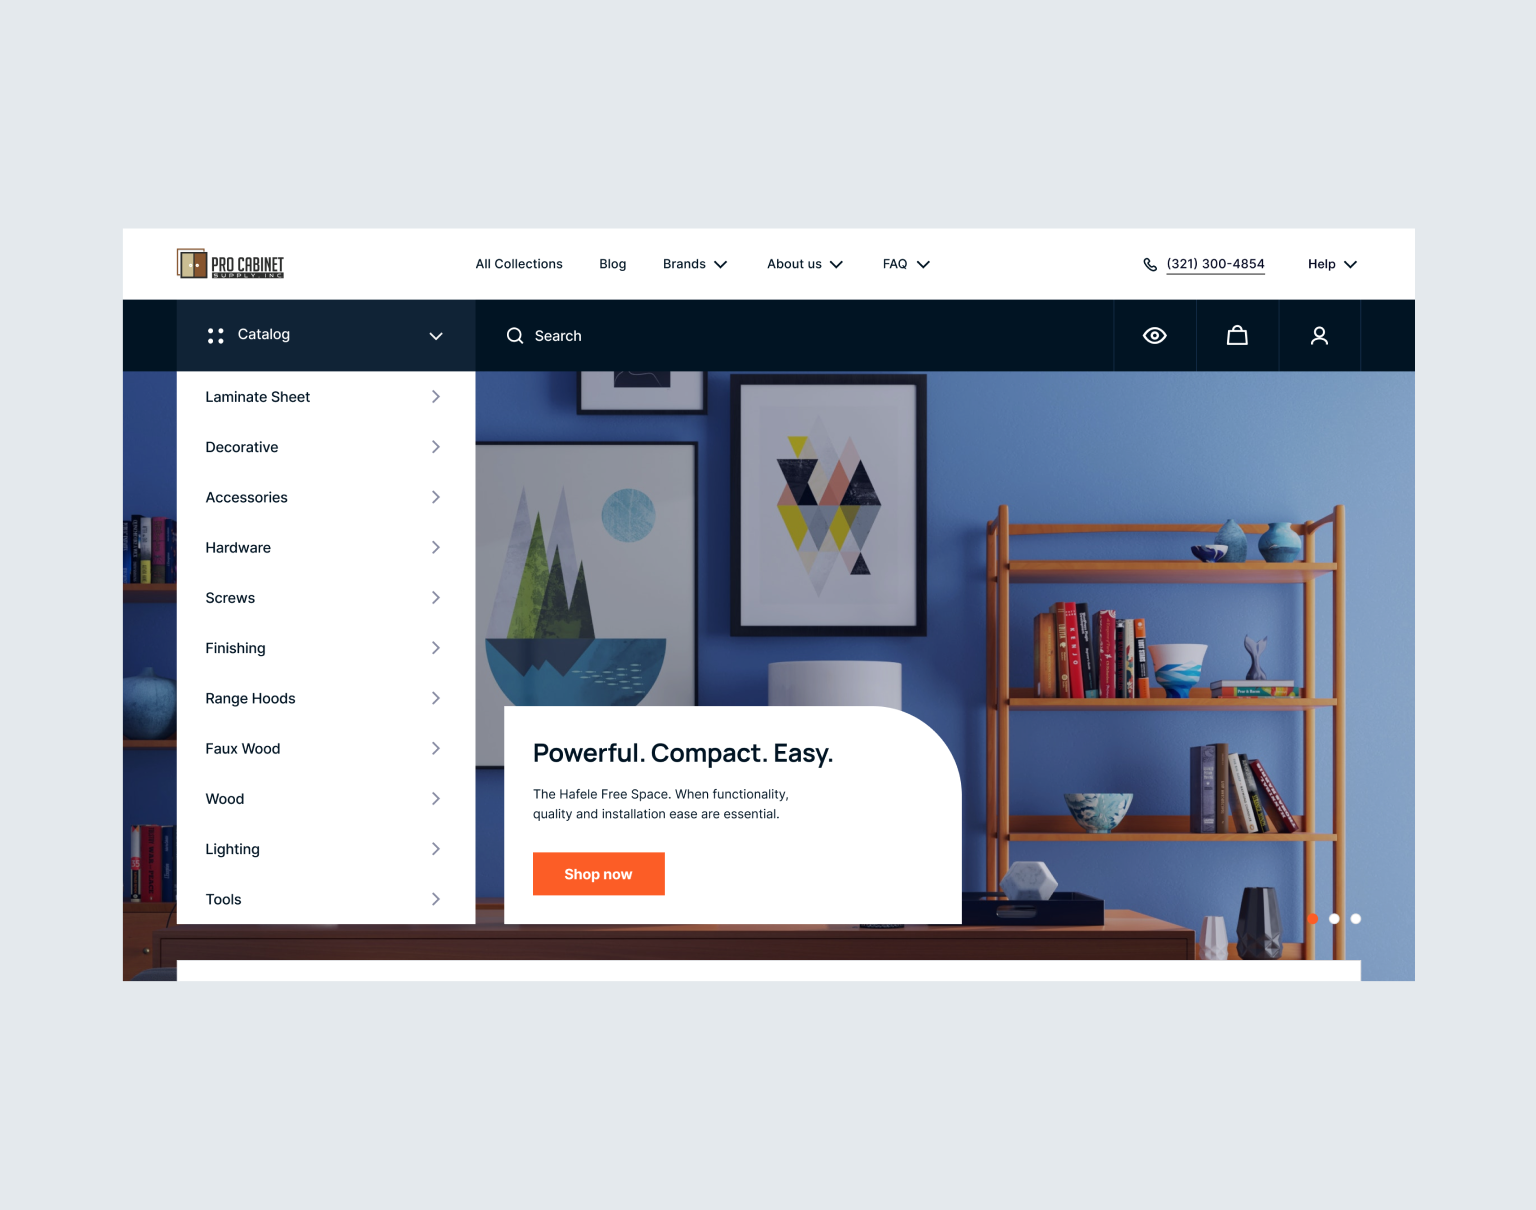 PRO CABINET
SUPPLY, INC
All Collections
Blog
Brands
About us
FAQ
(321) 300-4854
Help
Catalog
Search
Laminate Sheet
Decorative
Accessories
Hardware
Screws
Finishing
Range Hoods
Faux Wood
Wood
Lighting
Tools
Powerful. Compact. Easy.
The Hafele Free Space. When functionality,
quality and installation ease are essential.
Shop now